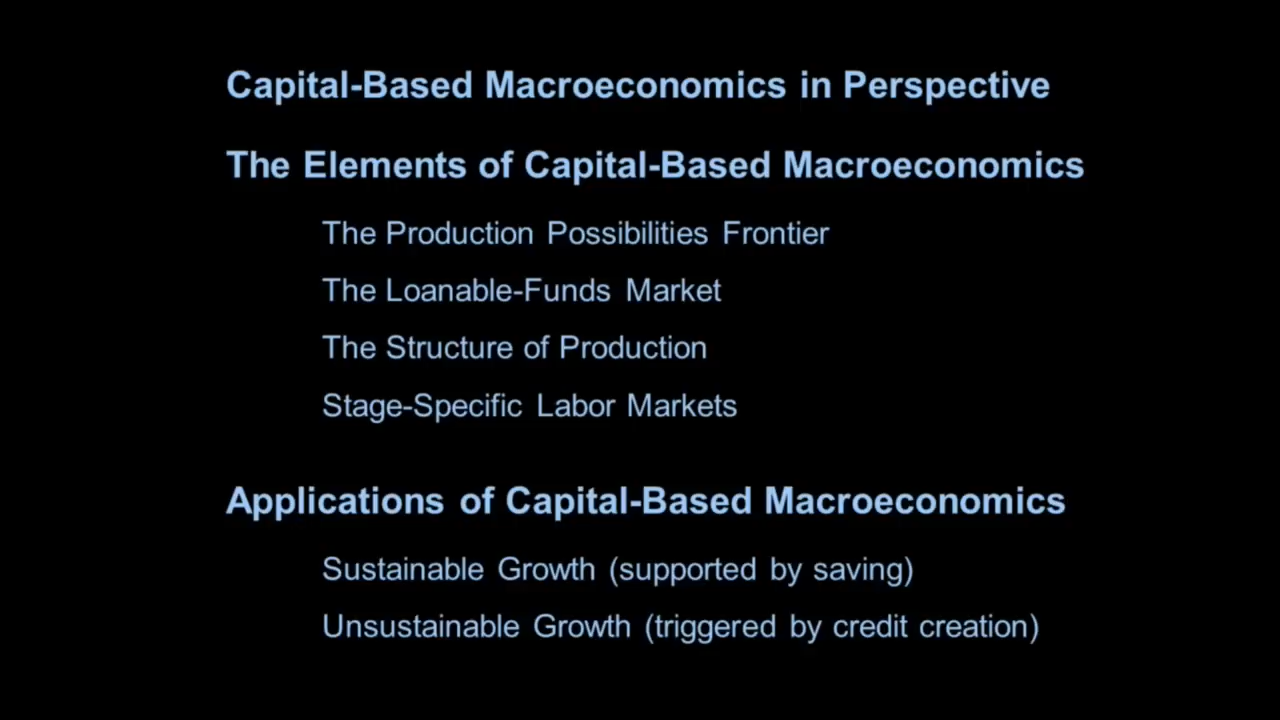 Capital-Based Macroeconomics in Perspective
The Elements of Capital-Based Macroeconomics
The Production Possibilities Frontier
The Loanable-Funds Market
The Structure of Production
Stage-Specific Labor Markets
Applications of Capital-Based Macroeconomics
Sustainable Growth (supported by saving)
Unsustainable Growth (triggered by credit creation)